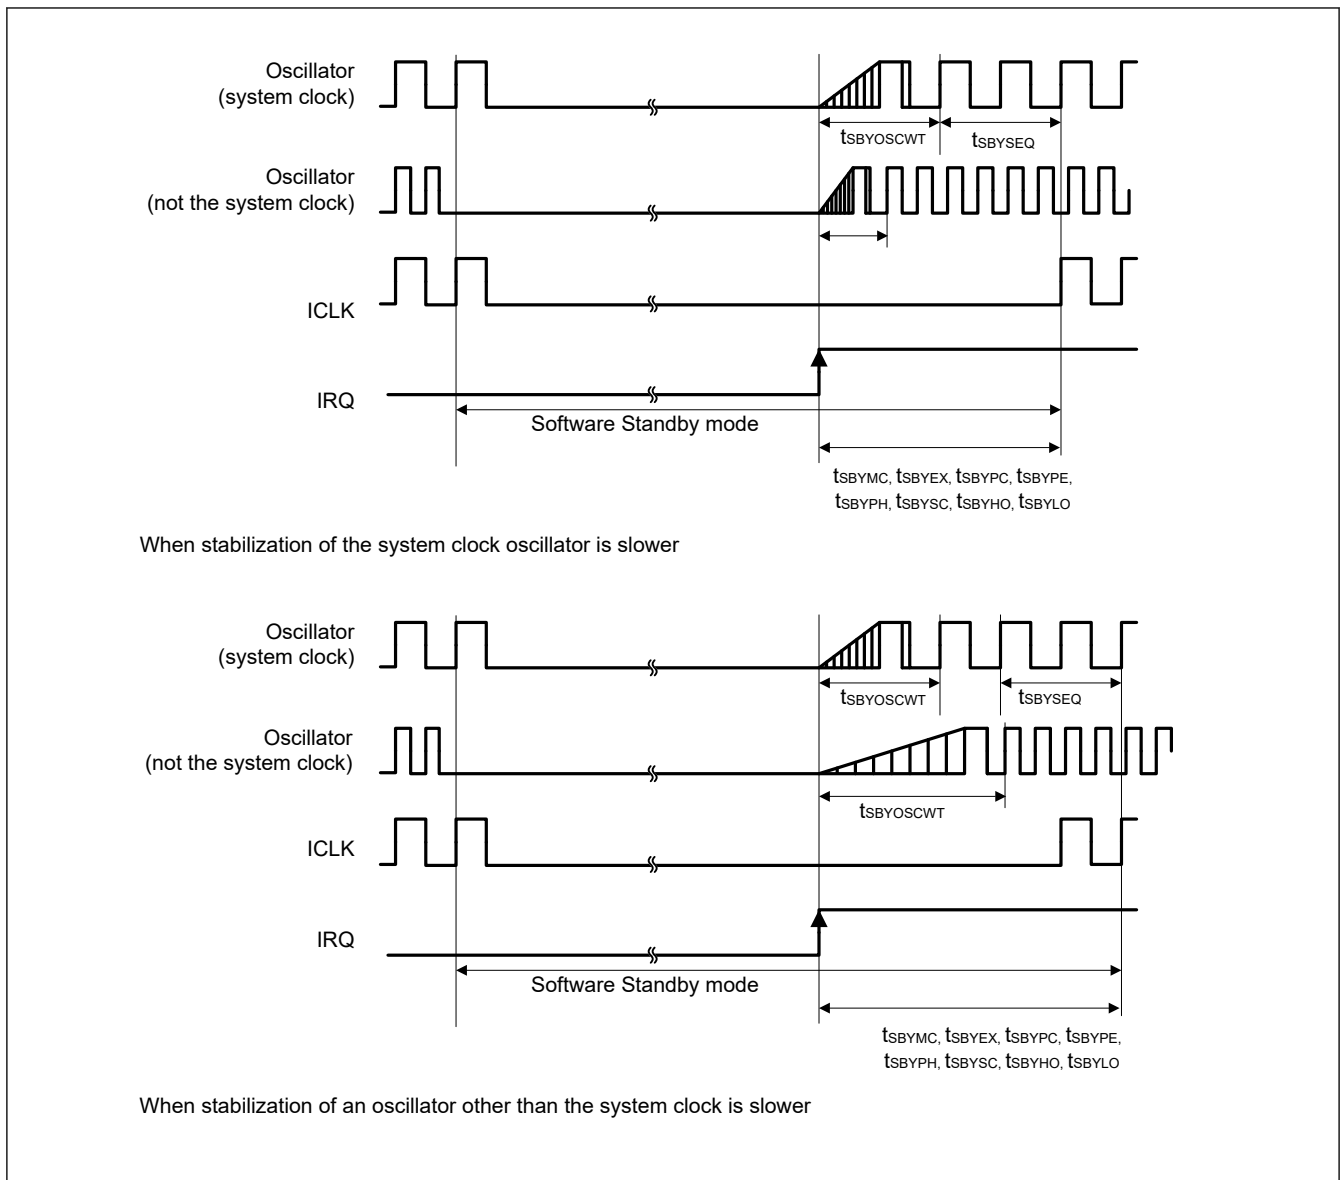 Oscillator
(system clock)
tSBYOSCWT
tSBYSEQ
Oscillator
(not the system clock)
ICLK
IRQ
Software Standby mode
tSBYMC, tSBYEX, tSBYPC, tSBYPE,
tSBYPH, tSBYSC, tSBYHO, tSBYLO
When stabilization of the system clock oscillator is slower
Oscillator
(system clock)
tSBYOSCWT
tSBYSEQ
Oscillator
(not the system clock)
tSBYOSCWT
ICLK
IRQ
Software Standby mode
tSBYMC, tSBYEX, tSBYPC, tSBYPE,
tSBYPH, tSBYSC, tSBYHO, tSBYLO
When stabilization of an oscillator other than the system clock is slower